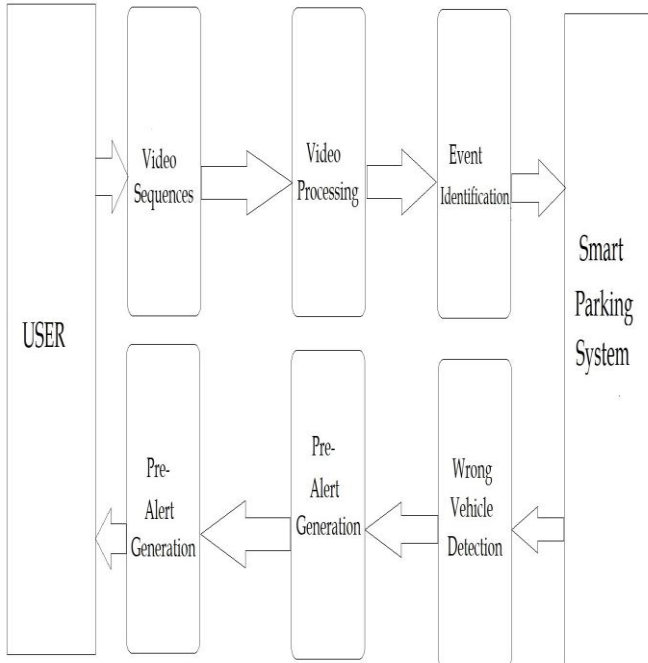 USER
Video
Sequences
Video
Processing
Event
Identification
Smart
Parking
System
Pre-
Alert
Generation
Pre-
Alert
Generation
Wrong
Vehicle
Detection